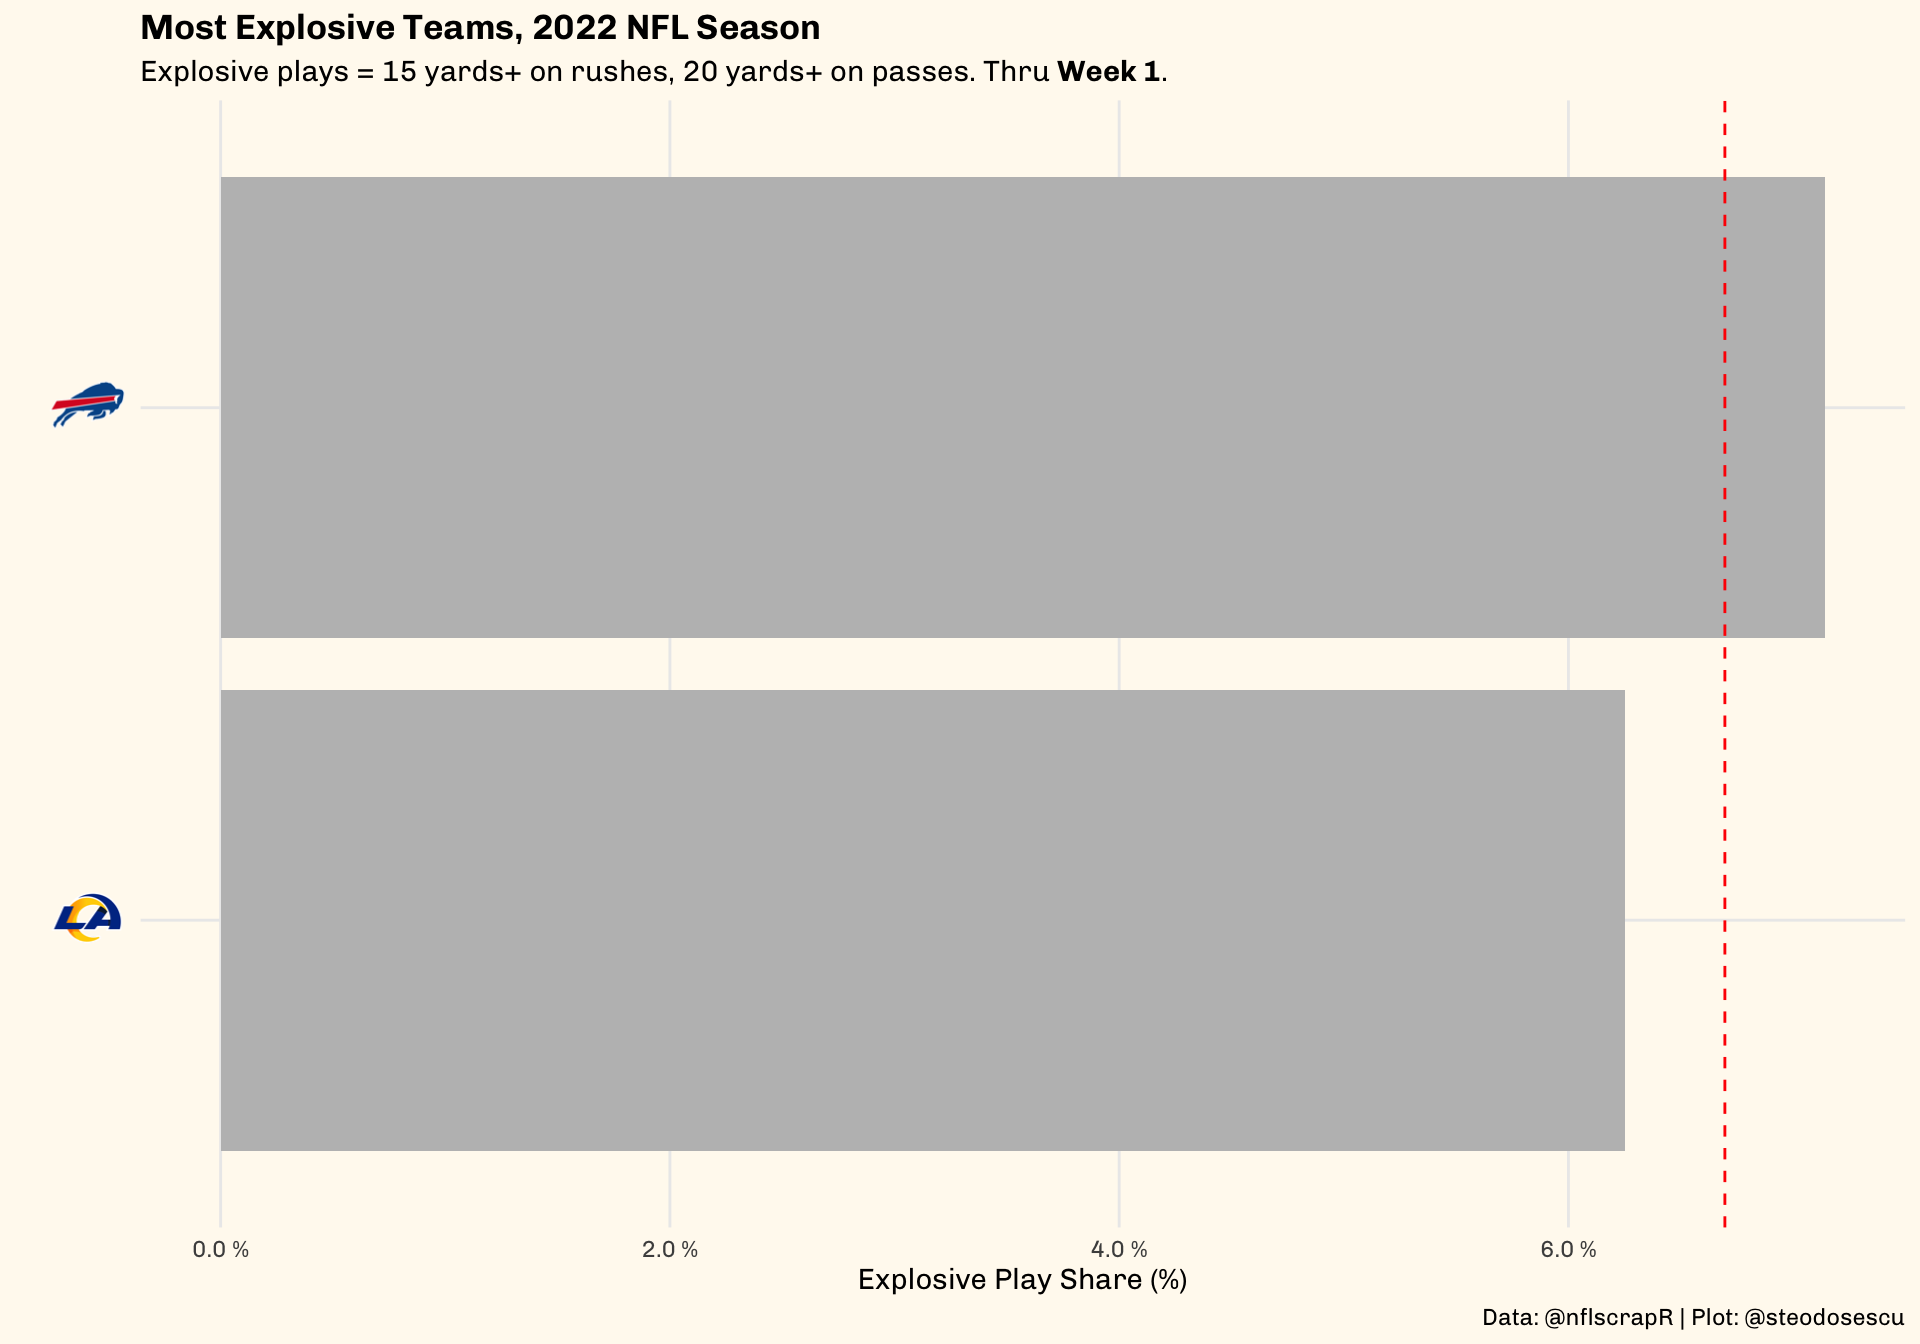 Most Explosive Teams, 2022 NFL Season
Explosive plays = 15 yards+ on rushes, 20 yards+ on passes. Thru Week 1.
LA
0.0 %
2.0 %
4.0 %
6.0 %
Explosive Play Share (%)
Data: @nflscrapR | Plot: @steodosescu